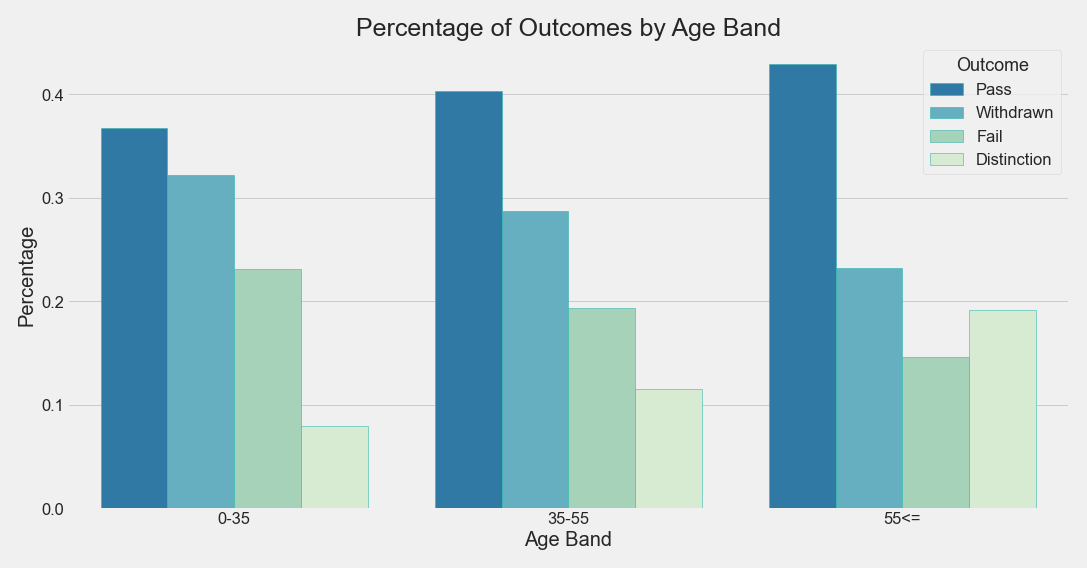 Percentage of Outcomes by Age Band
Outcome
Pass
Withdrawn
Fail
Distinction
Percentage
0.4
0.3
0.2
0.1
0.0
0-35
35-55
55<=
Age Band